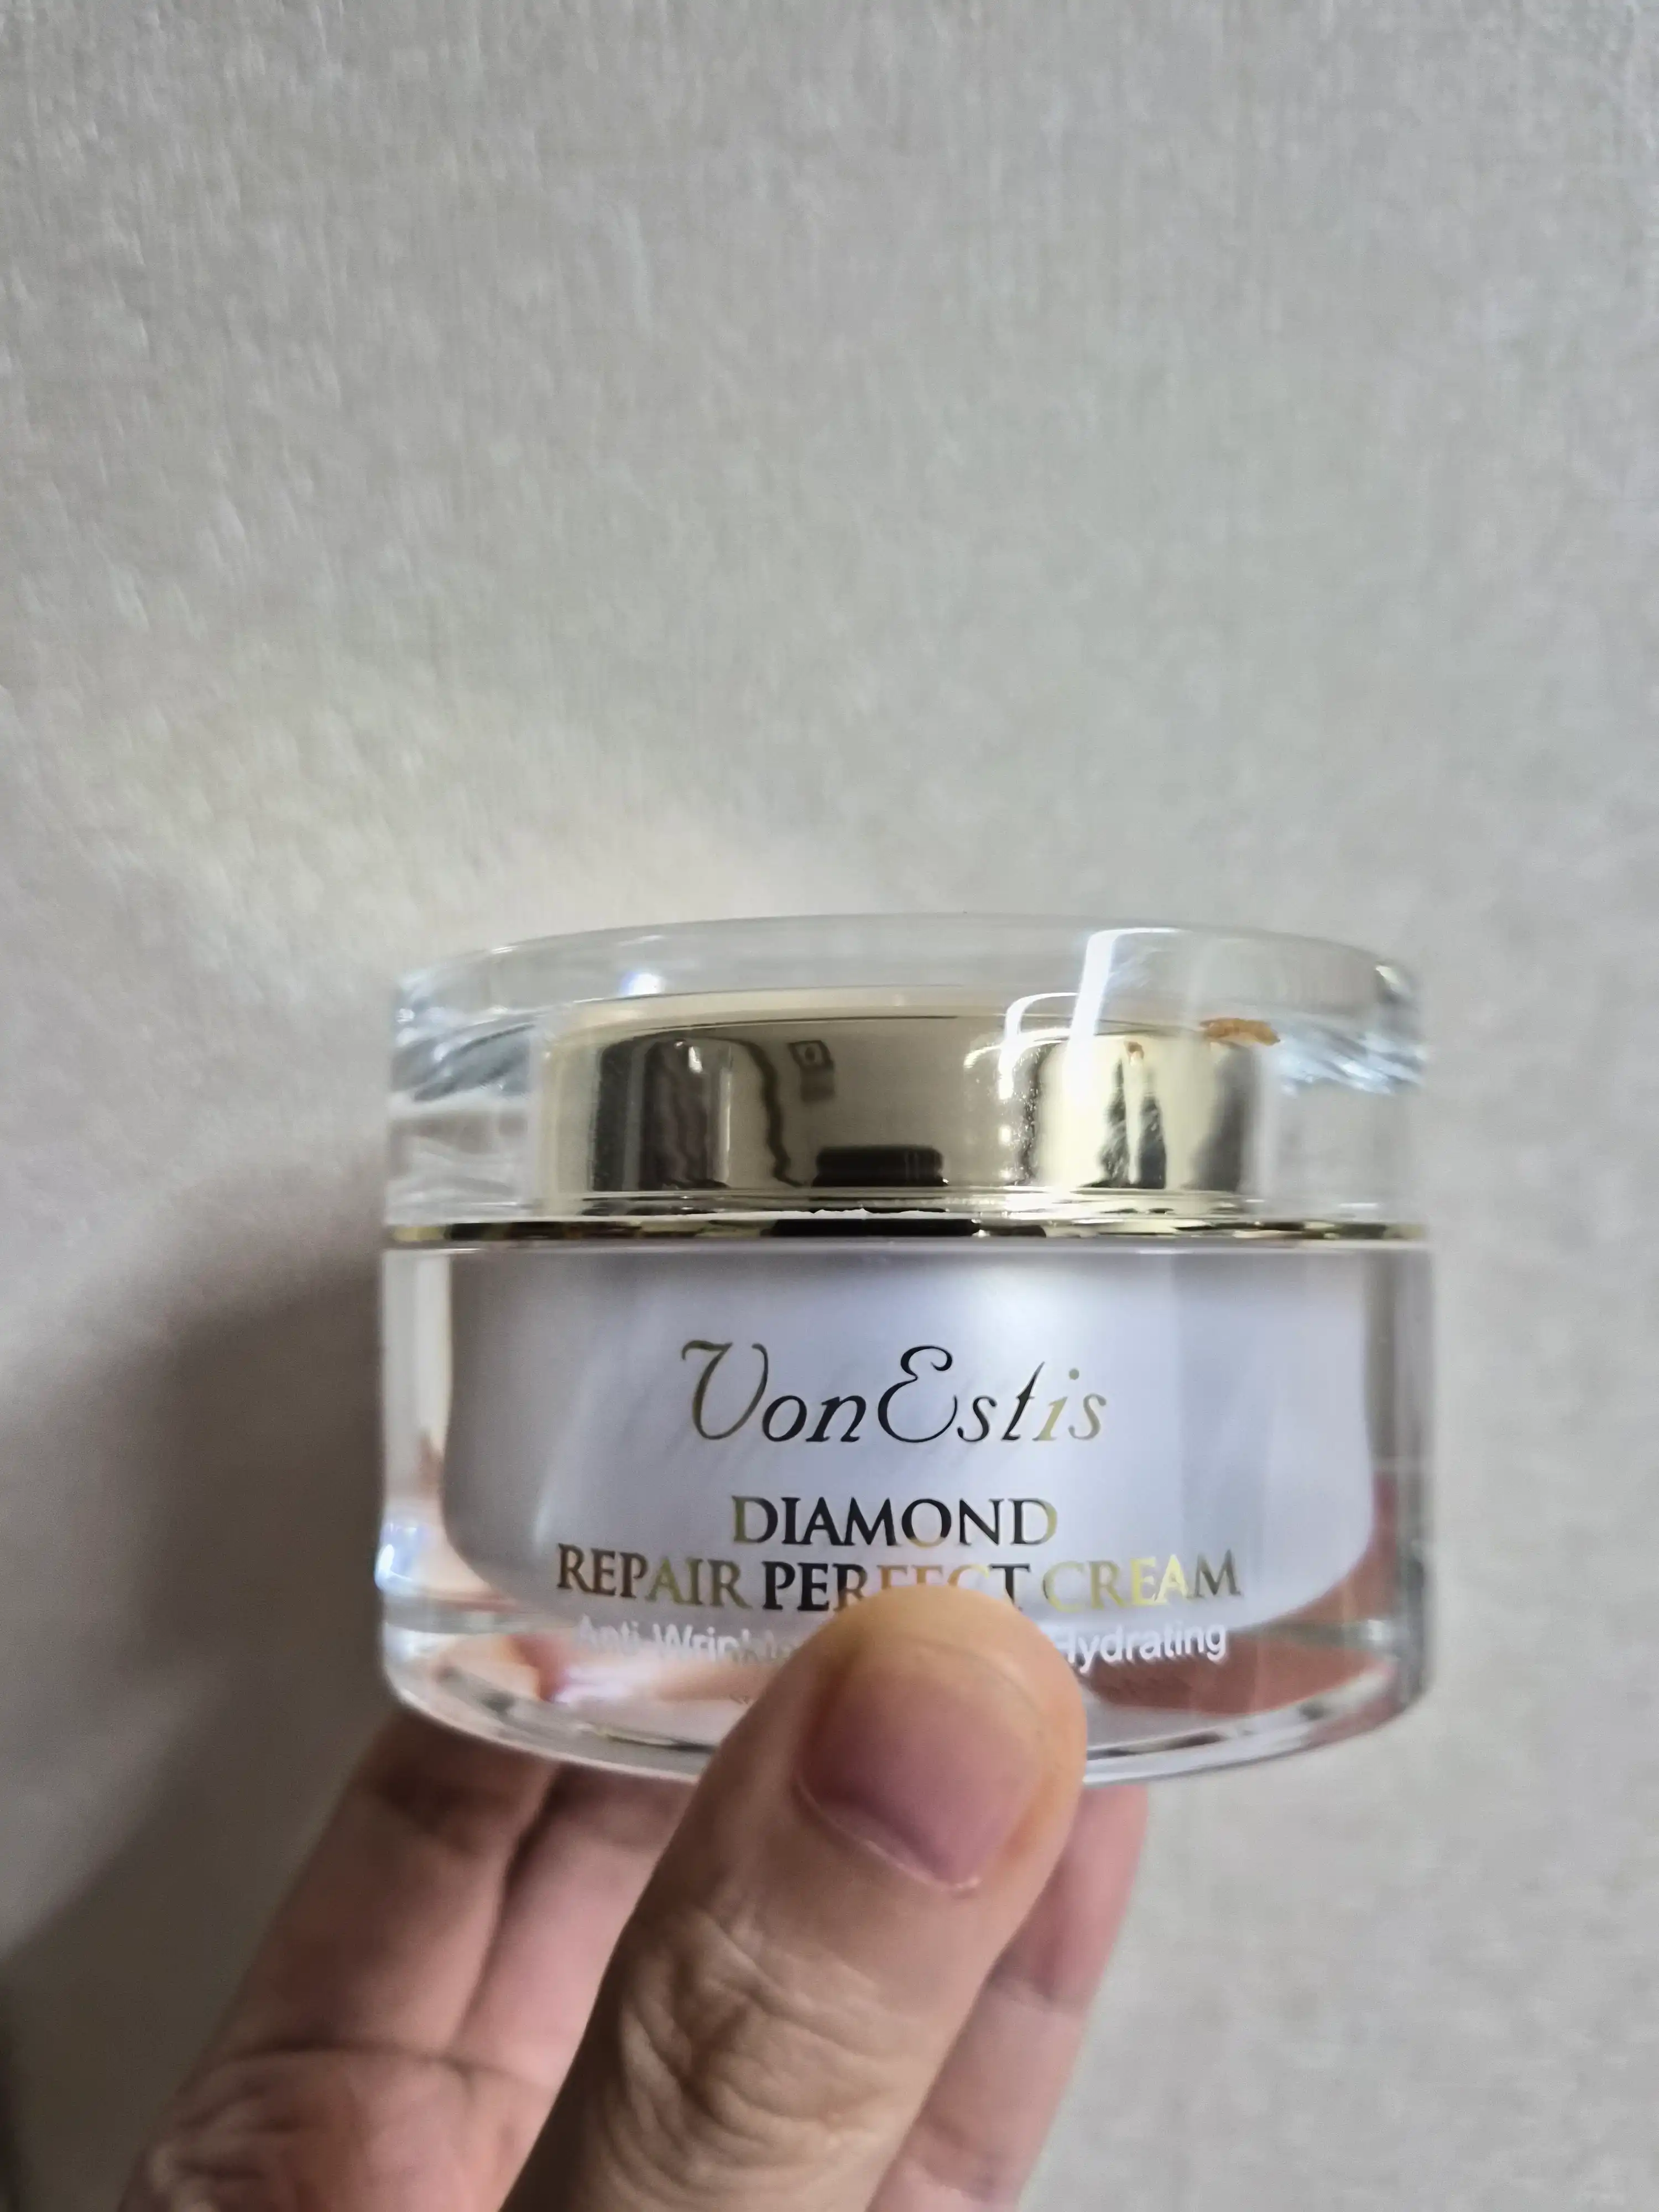 VonEstis
DIAMOND
REPAIR PERFECT CREAM
Hydrating